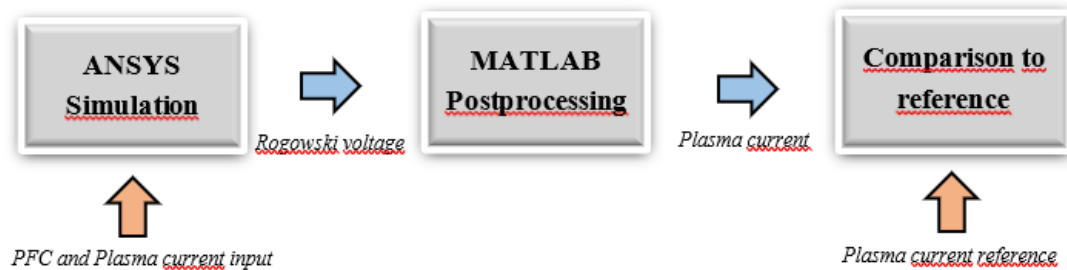 ANSYS
Simulation
Rogowski voltage
MATLAB
Postprocessing
Plasma current
Comparison to
reference
PFC and Plasma current input
Plasma current reference